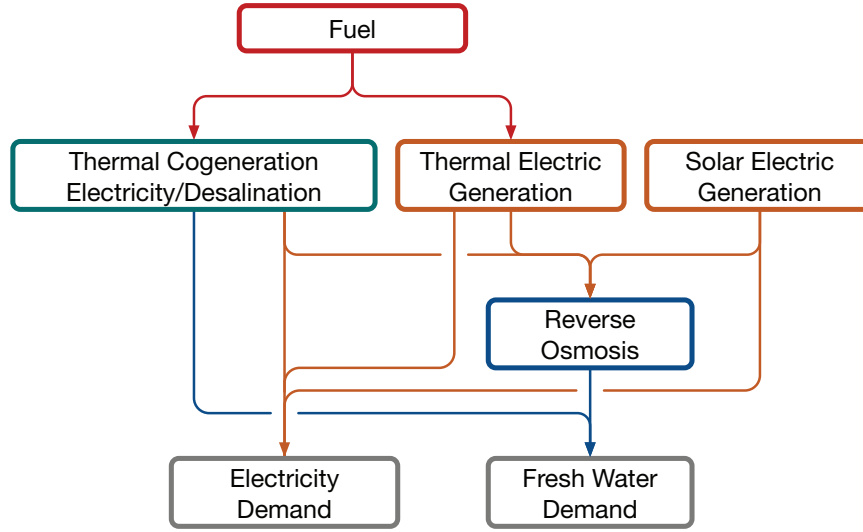 Fuel
Thermal Cogeneration
Electricity/Desalination
Thermal Electric
Generation
Solar Electric
Generation
Reverse
Osmosis
Electricity
Demand
Fresh Water
Demand